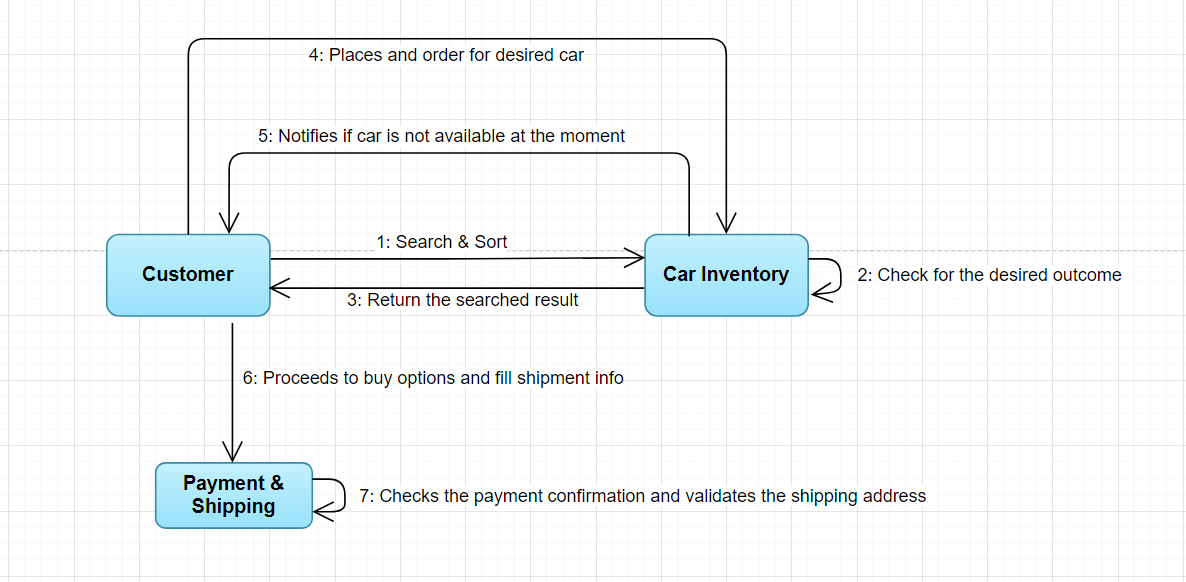 4: Places and order for desired car
5: Notifies if car is not available at the moment
1: Search & Sort
Customer
Car Inventory
2: Check for the desired outcome
3: Return the searched result
6: Proceeds to buy options and fill shipment info
Payment &
Shipping
7: Checks the payment confirmation and validates the shipping address